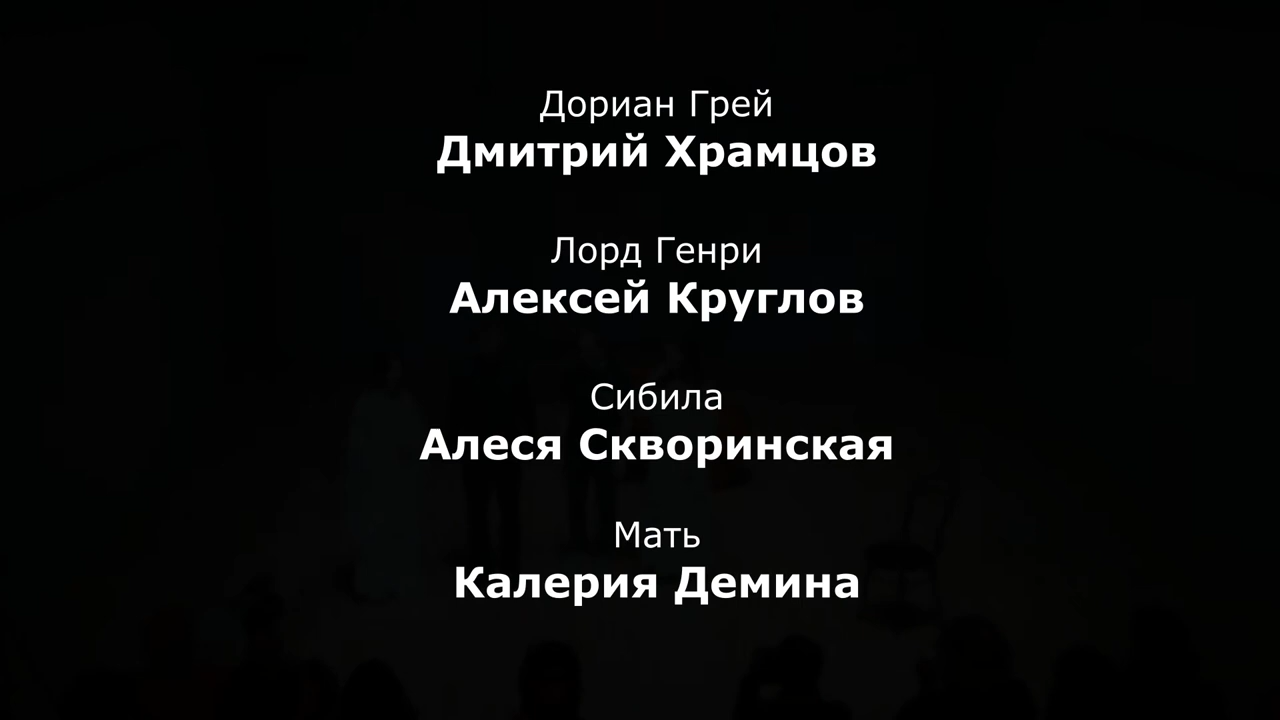 Дориан Грей
Дмитрий Храмцов
Лорд Генри
Алексей Круглов
Сибила
Алеся Скворинская
Мать
Калерия Демина